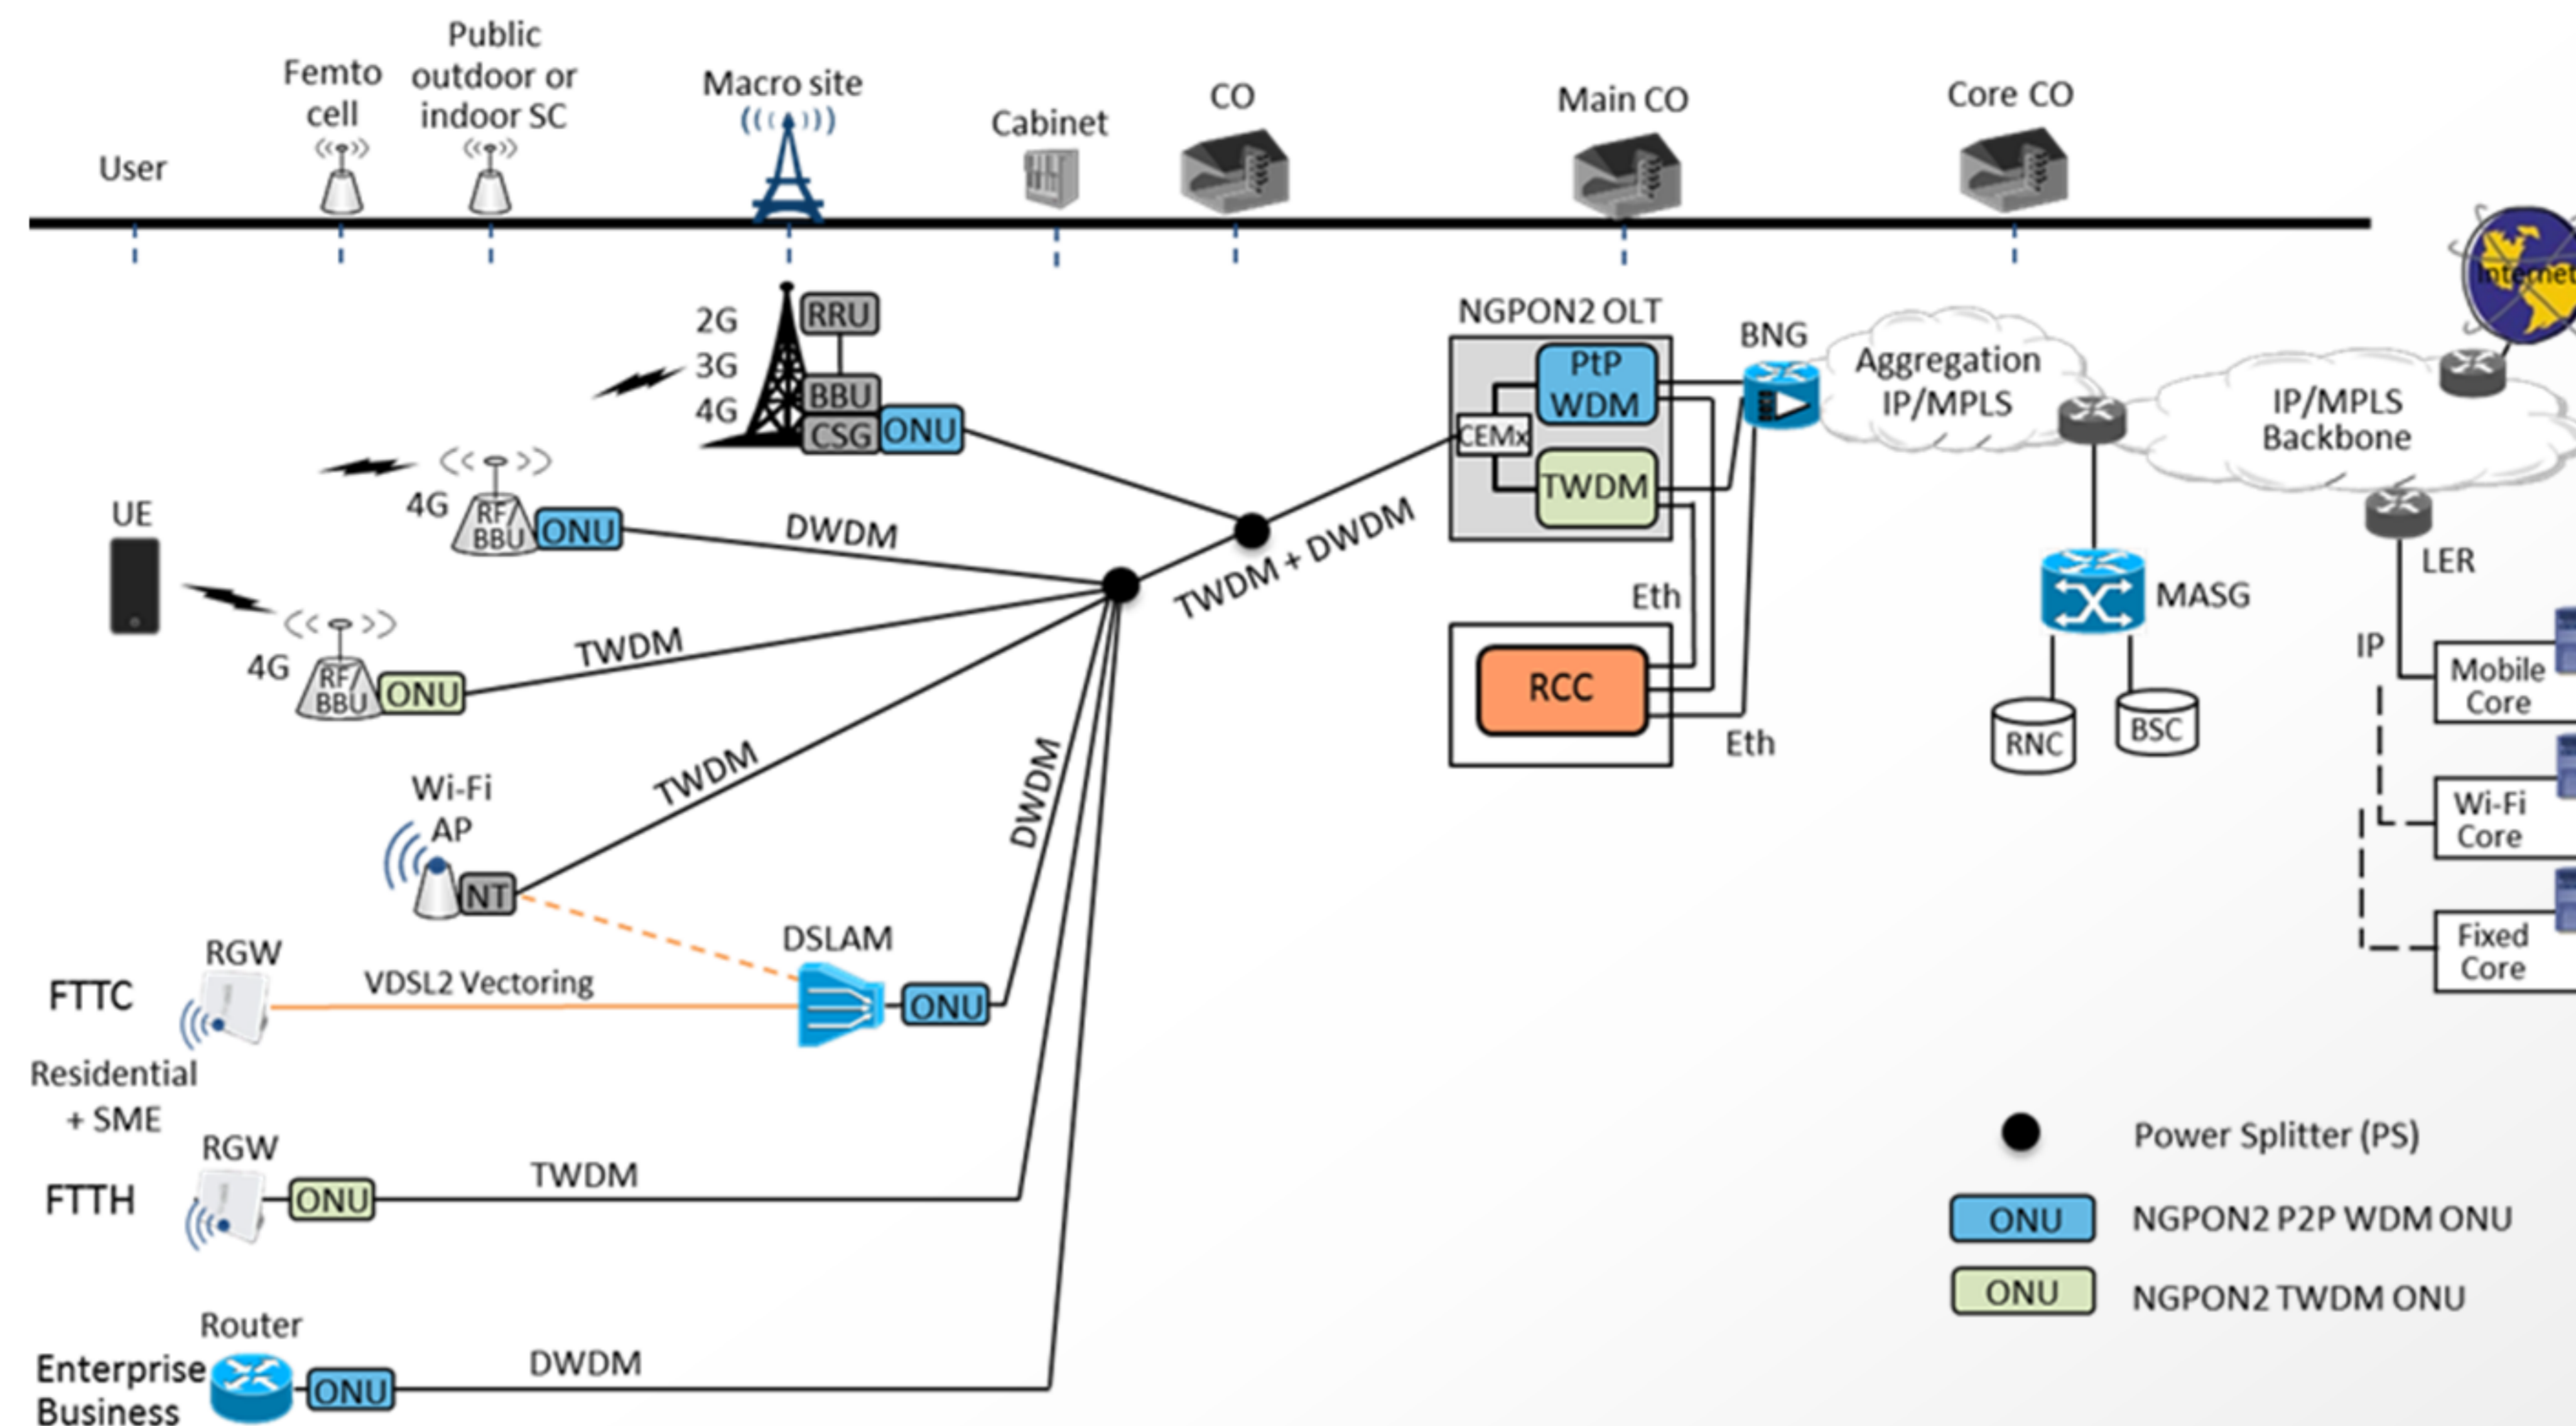 Public
Femto
outdoor or
cell
indoor SC
User
Macro site
Cabinet
CO
Main CO
Core CO
Internet
2G
3G
4G
RRU
BBU
CSG
ONU
NGPON2 OLT
PtP
WDM
CEMx
TWDM
BNG
Aggregation
IP/MPLS
IP/MPLS
Backbone
4G
RF/
BBU
ONU
DWDM
TWDM + DWDM
UE
4G
RF/
BBU
ONU
TWDM
Eth
RCC
Eth
MASG
RNC
BSC
LER
IP
Mobile
Core
Wi-Fi
Core
Fixed
Core
Wi-Fi
AP
NT
TWDM
DWDM
RGW
FTTC
VDSL2 Vectoring
DSLAM
ONU
Residential
+ SME
RGW
FTTH
ONU
TWDM
Router
Enterprise
Business
ONU
DWDM
Power Splitter (PS)
ONU
NGPON2 P2P WDM ONU
ONU
NGPON2 TWDM ONU